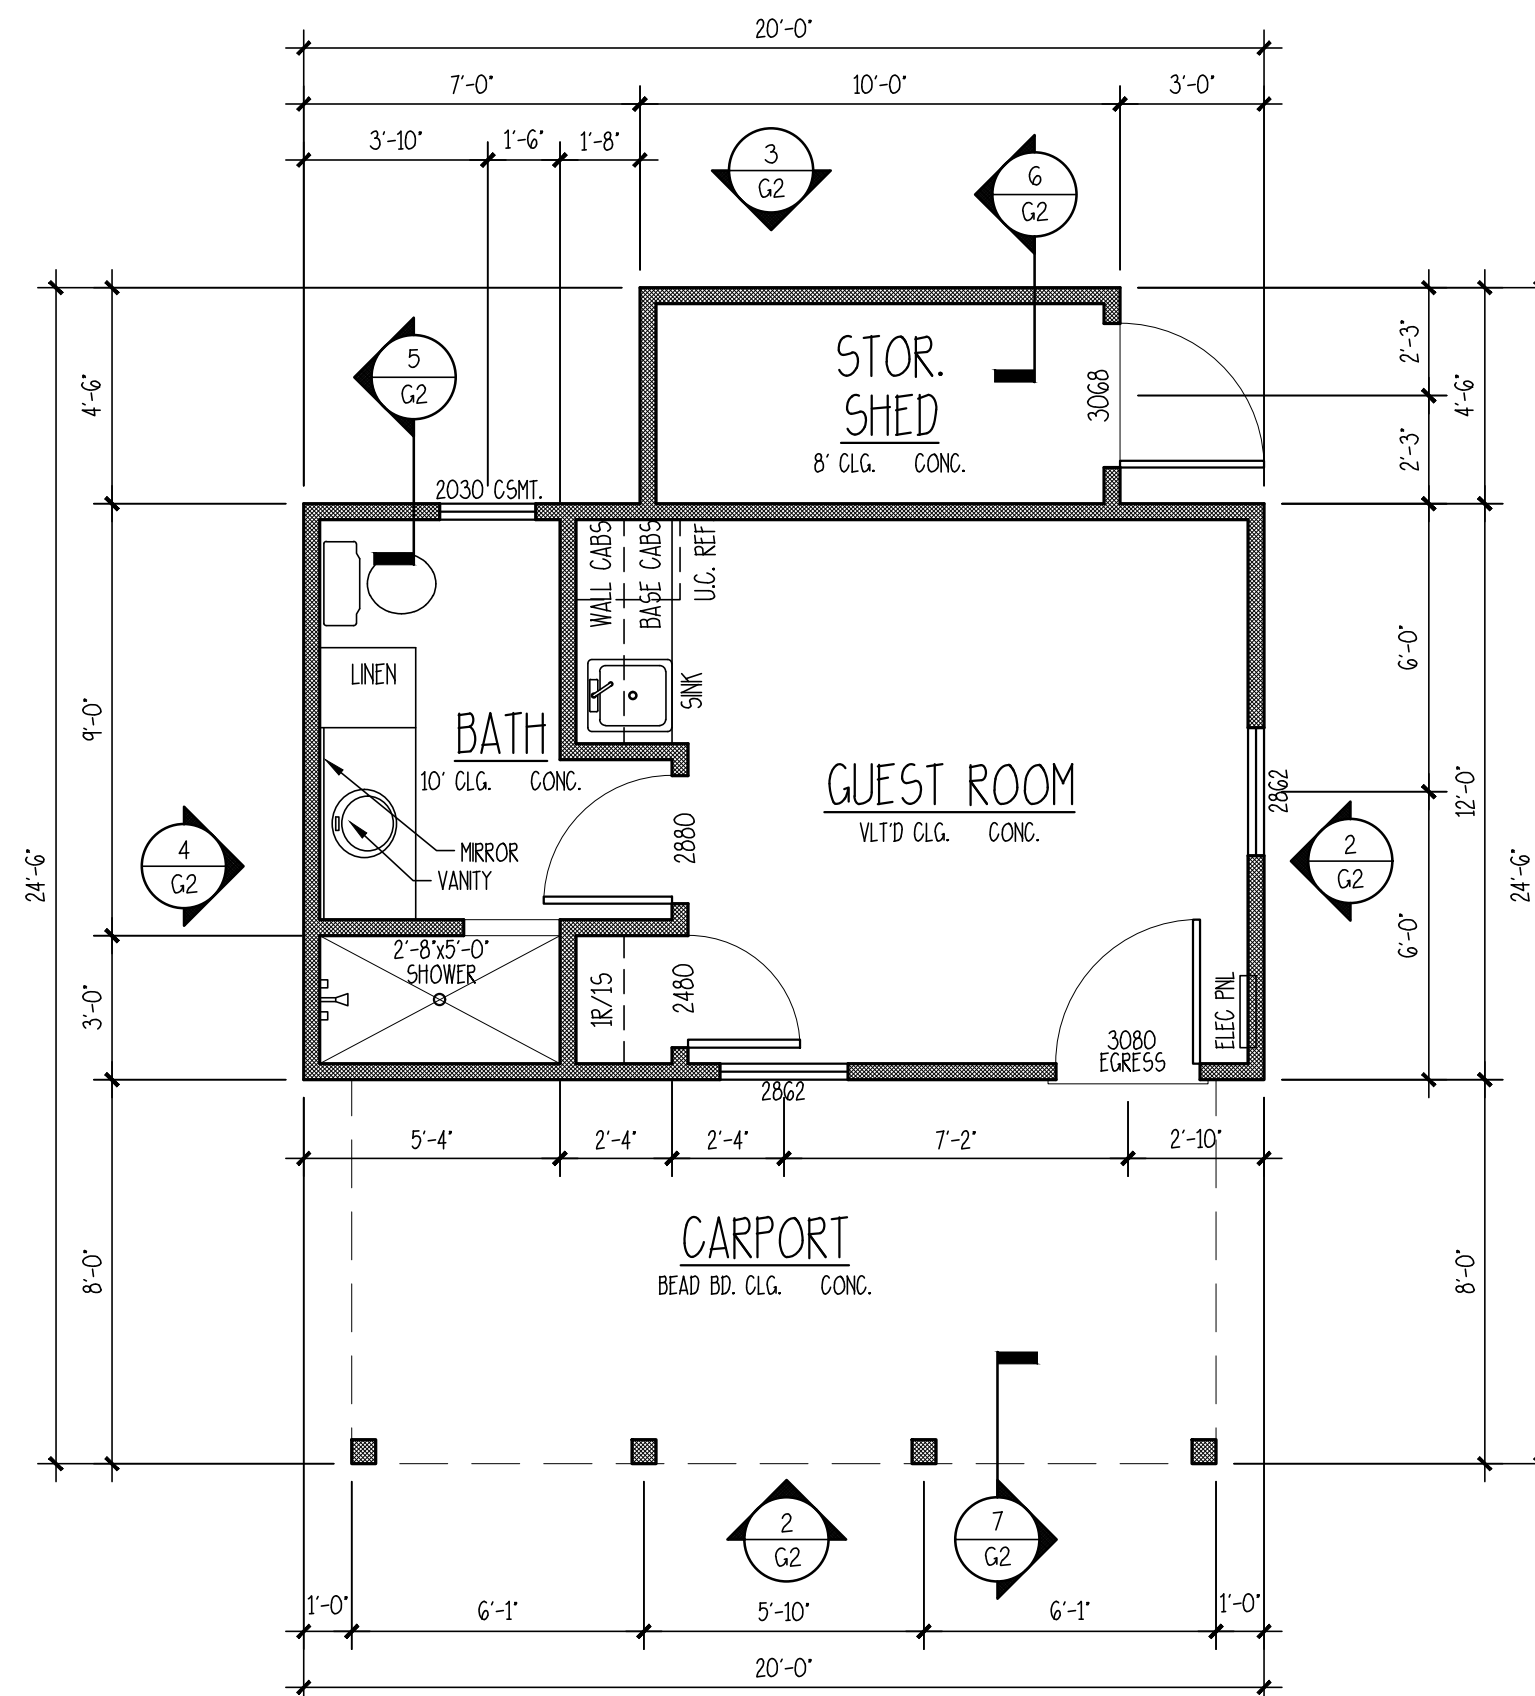 20'-0"
7'-0"
10'-0"
3'-0"
3'-10"
1'-6"
1'-8"
3
G2
6
G2
5
G2
4'-6"
STOR.
SHED
8' CLG. CONC.
3068
2'-3"
2'-3"
4'-6"
2030 CSMT.
WALL CABS
BASE CABS
U.C. REF
LINEN
SINK
BATH
10' CLG. CONC.
GUEST ROOM
VLT'D CLG. CONC.
9'-0"
6'-0"
2862
12'-0"
2880
MIRROR
VANITY
4
G2
2
G2
24'-6"
24'-6"
6'-0"
2'-8"x5'-0"
SHOWER
1R/1S
2480
3080
EGRESS
ELEC PNL
3'-0"
2862
5'-4"
2'-4"
2'-4"
7'-2"
2'-10"
CARPORT
BEAD BD. CLG. CONC.
8'-0"
8'-0"
2
G2
7
G2
1'-0"
6'-1"
5'-10"
6'-1"
1'-0"
20'-0"